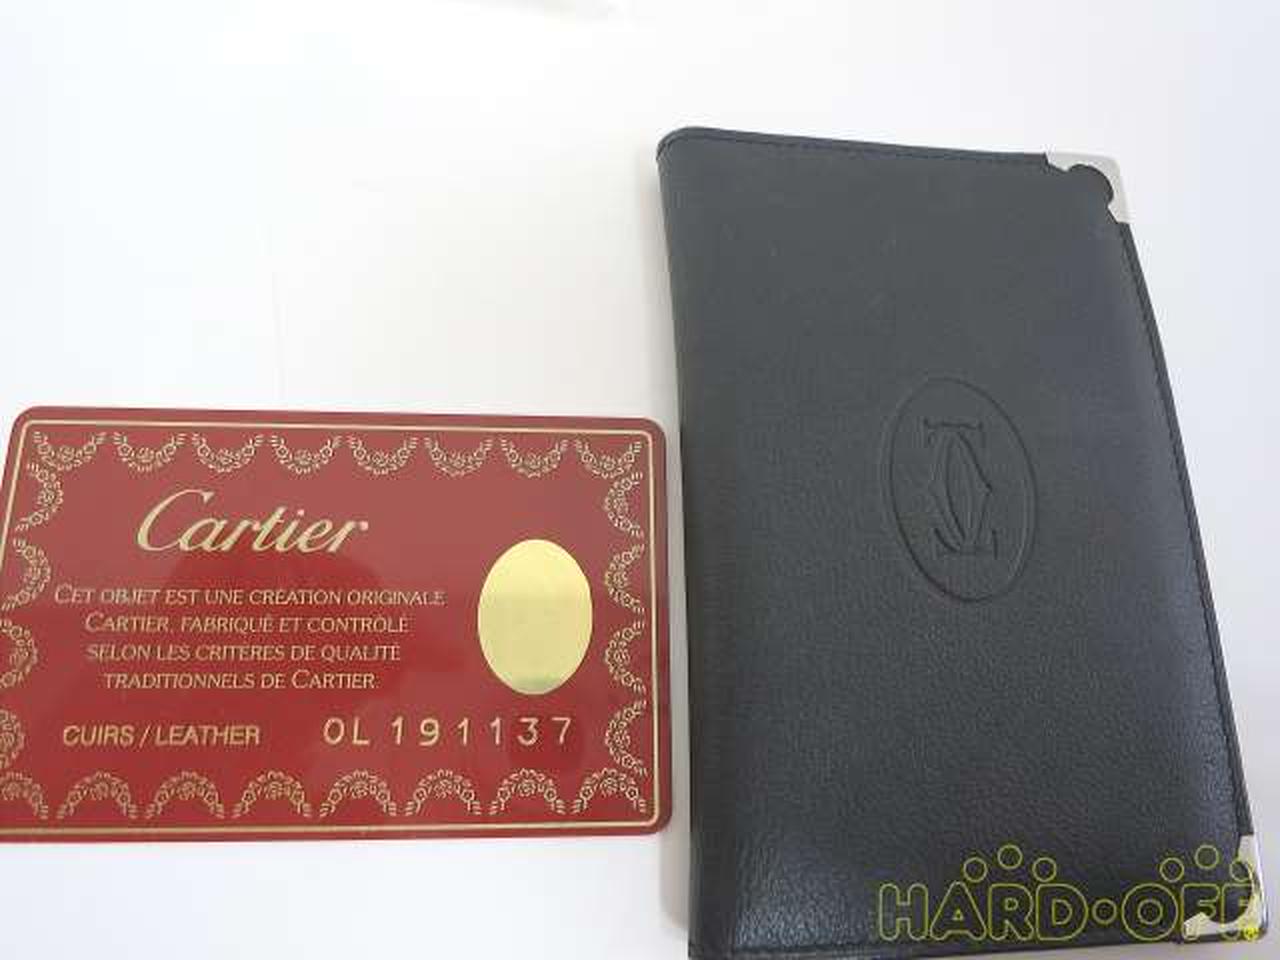 Cartier
CET OBJET EST UNE CREATION ORIGINALE
CARTIER, FABRIQUÉ ET CONTRÔLÉ
SELON LES CRITÈRES DE QUALITÉ
TRADITIONNELS DE CARTIER.
CUIRS / LEATHER OL 191137
HARD·OFF